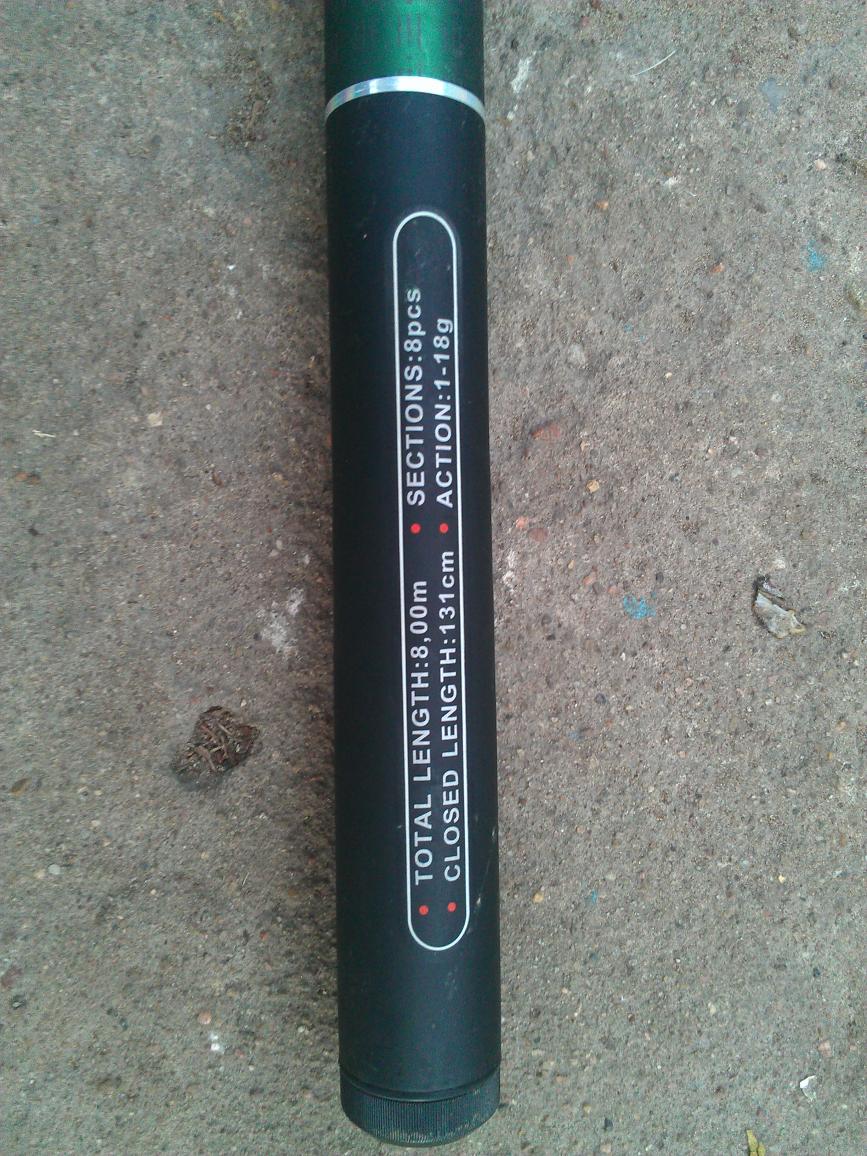 • TOTAL LENGTH:8,00m • SECTIONS:8pcs
• CLOSED LENGTH:131cm • ACTION:1-18g